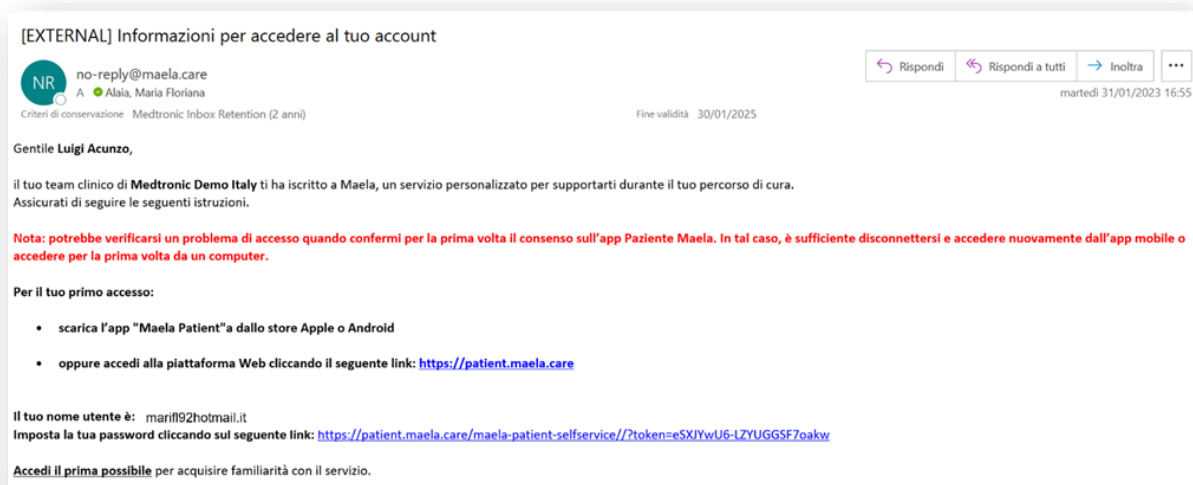 [EXTERNAL] Informazioni per accedere al tuo account
NR
no-reply@maela.care
A Alaia, Maria Floriana
Rispondi
Rispondi a tutti
Inoltra
...
martedì 31/01/2023 16:55
Criteri di conservazione Medtronic Inbox Retention (2 anni)
Fine validità 30/01/2025
Gentile Luigi Acunzo,
il tuo team clinico di Medtronic Demo Italy ti ha iscritto a Maela, un servizio personalizzato per supportarti durante il tuo percorso di cura.
Assicurati di seguire le seguenti istruzioni.
Nota: potrebbe verificarsi un problema di accesso quando confermi per la prima volta il consenso sull'app Paziente Maela. In tal caso, è sufficiente disconnettersi e accedere nuovamente dall'app mobile o
accedere per la prima volta da un computer.
Per il tuo primo accesso:
• scarica l'app "Maela Patient"a dallo store Apple o Android
• oppure accedi alla piattaforma Web cliccando il seguente link: https://patient.maela.care
Il tuo nome utente è: marifl92hotmail.it
Imposta la tua password cliccando sul seguente link: https://patient.maela.care/maela-patient-selfservice//?token=eSXJYwU6-LZYUGGSF7oakw
Accedi il prima possibile per acquisire familiarità con il servizio.